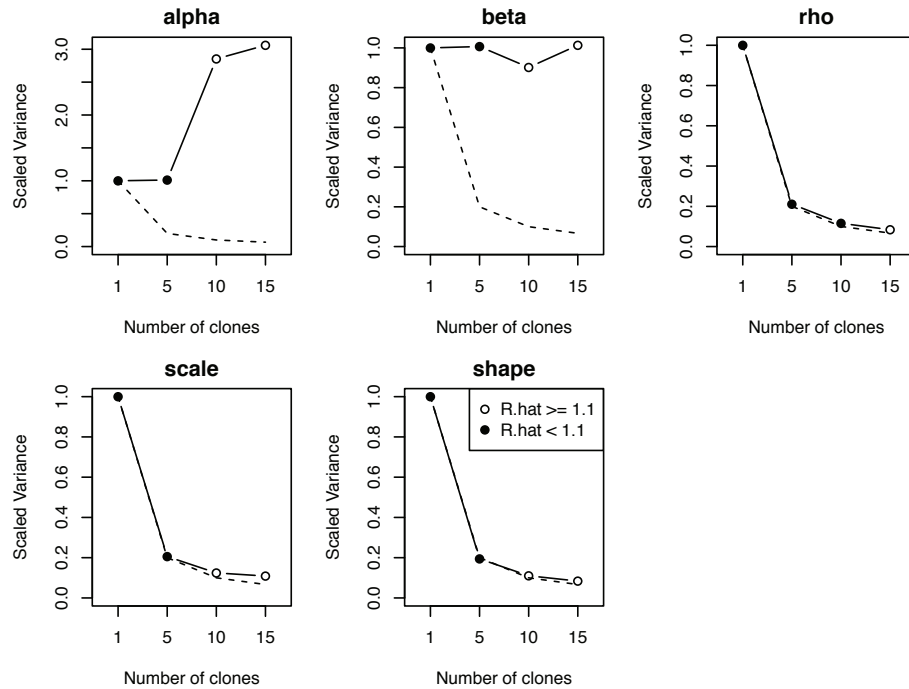 alpha
Scaled Variance
0.0
1.0
2.0
3.0
1 5 10 15
Number of clones
beta
Scaled Variance
0.0
0.2
0.4
0.6
0.8
1.0
1 5 10 15
Number of clones
rho
Scaled Variance
0.0
0.2
0.4
0.6
0.8
1.0
1 5 10 15
Number of clones
scale
Scaled Variance
0.0
0.2
0.4
0.6
0.8
1.0
1 5 10 15
Number of clones
shape
Scaled Variance
0.0
0.2
0.4
0.6
0.8
1.0
R.hat >= 1.1
R.hat < 1.1
1 5 10 15
Number of clones